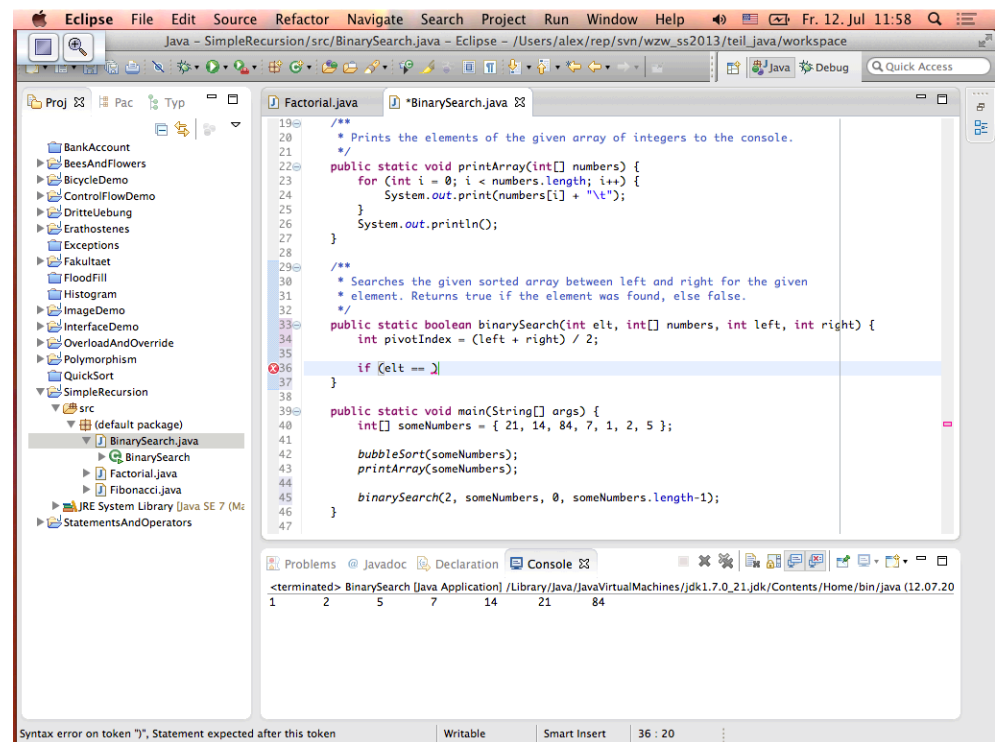 Eclipse File Edit Source Refactor Navigate Search Project Run Window Help Fr. 12. Jul 11:58
Java – SimpleRecursion/src/BinarySearch.java – Eclipse – /Users/alex/rep/svn/wzw_ss2013/teil_java/workspace
Java Debug Quick Access
Proj Pac Typ
BankAccount
BeesAndFlowers
BicycleDemo
ControlFlowDemo
DritteUebung
Erathostenes
Exceptions
Fakultaet
FloodFill
Histogram
ImageDemo
InterfaceDemo
OverloadAndOverride
Polymorphism
QuickSort
SimpleRecursion
src
(default package)
BinarySearch.java
BinarySearch
Factorial.java
Fibonacci.java
JRE System Library [Java SE 7 (Ma
StatementsAndOperators
Factorial.java *BinarySearch.java
19 /**
20 * Prints the elements of the given array of integers to the console.
21 */
22 public static void printArray(int[] numbers) {
23 for (int i = 0; i < numbers.length; i++) {
24 System.out.print(numbers[i] + "\t");
25 }
26 System.out.println();
27 }
28
29 /**
30 * Searches the given sorted array between left and right for the given
31 * element. Returns true if the element was found, else false.
32 */
33 public static boolean binarySearch(int elt, int[] numbers, int left, int right) {
34 int pivotIndex = (left + right) / 2;
35
36 if (elt == )
37 }
38
39 public static void main(String[] args) {
40 int[] someNumbers = { 21, 14, 84, 7, 1, 2, 5 };
41
42 bubbleSort(someNumbers);
43 printArray(someNumbers);
44
45 binarySearch(2, someNumbers, 0, someNumbers.length-1);
46 }
47
Problems @ Javadoc Declaration Console
<terminated> BinarySearch [Java Application] /Library/Java/JavaVirtualMachines/jdk1.7.0_21.jdk/Contents/Home/bin/java (12.07.20
1 2 5 7 14 21 84
Syntax error on token ")", Statement expected after this token Writable Smart Insert 36 : 20